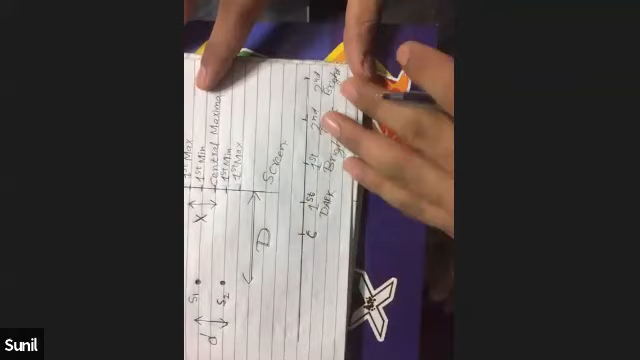 1st Max
1st Min
Central Maxima
1st Min
1st Max
Screen
X
D
S1
S2
d
C
1st
Dark
1st
Bright
2nd
2nd
Bright
Sunil